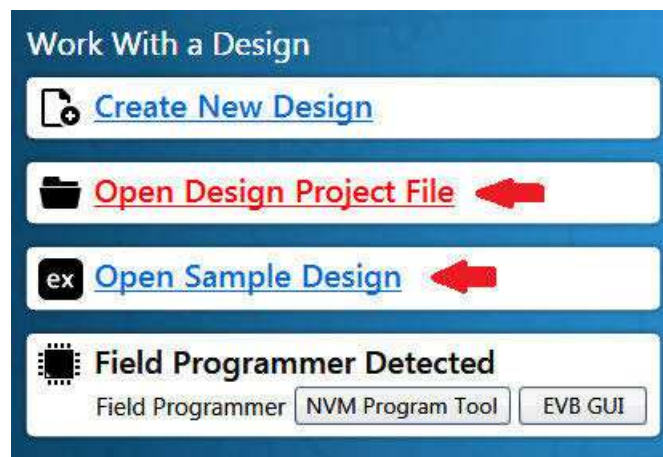 Work With a Design
Create New Design
Open Design Project File
ex Open Sample Design
Field Programmer Detected
Field Programmer NVM Program Tool EVB GUI